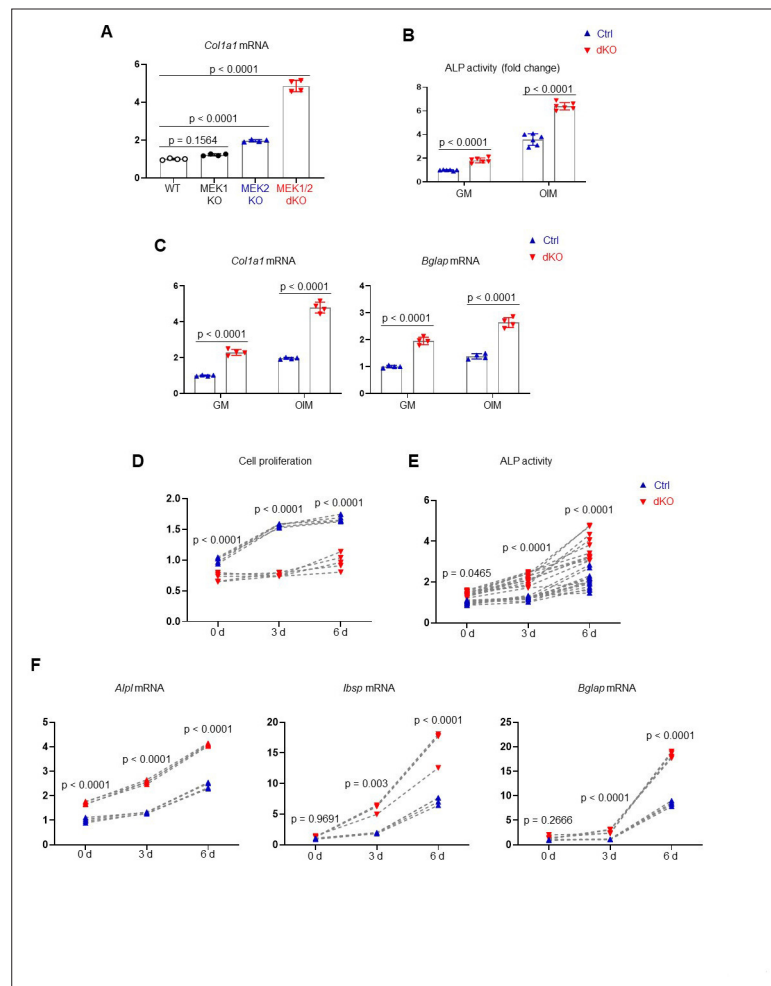 A
Col1a1 mRNA
p < 0.0001
p < 0.0001
p = 0.1564
6
4
2
0
WT
MEK1 KO
MEK2 KO
MEK1/2 dKO
B
Ctrl
dKO
ALP activity (fold change)
p < 0.0001
p < 0.0001
8
6
4
2
0
GM
OIM
C
Ctrl
dKO
Col1a1 mRNA
p < 0.0001
p < 0.0001
6
4
2
0
GM
OIM
Bglap mRNA
p < 0.0001
p < 0.0001
4
3
2
1
0
GM
OIM
D
Cell proliferation
p < 0.0001
p < 0.0001
p < 0.0001
2.0
1.5
1.0
0.5
0.0
0 d
3 d
6 d
E
ALP activity
Ctrl
dKO
p = 0.0465
p < 0.0001
p < 0.0001
6
4
2
0
0 d
3 d
6 d
F
Alpl mRNA
p < 0.0001
p < 0.0001
p < 0.0001
5
4
3
2
1
0
0 d
3 d
6 d
Ibsp mRNA
p = 0.9691
p = 0.003
p < 0.0001
20
15
10
5
0
0 d
3 d
6 d
Bglap mRNA
p = 0.2666
p < 0.0001
p < 0.0001
25
20
15
10
5
0
0 d
3 d
6 d